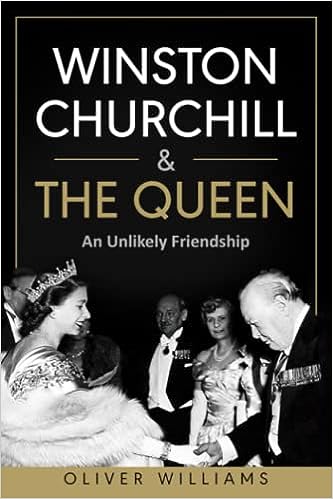 WINSTON
CHURCHILL
&
THE QUEEN
An Unlikely Friendship
OLIVER WILLIAMS